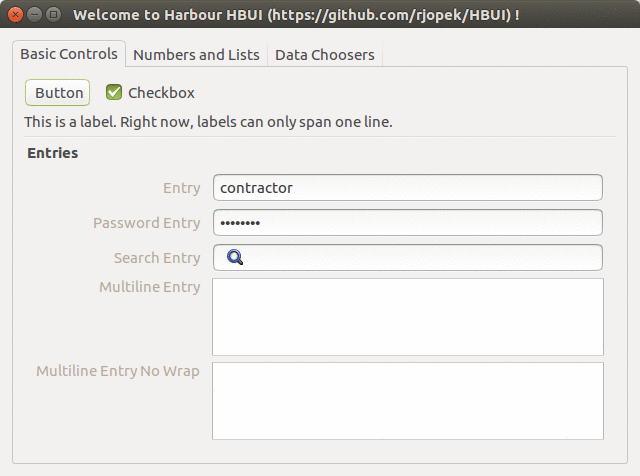 Welcome to Harbour HBUI (https://github.com/rjopek/HBUI) !
Basic Controls Numbers and Lists Data Choosers
Button Checkbox
This is a label. Right now, labels can only span one line.
Entries
Entry contractor
Password Entry ••••••••
Search Entry
Multiline Entry
Multiline Entry No Wrap